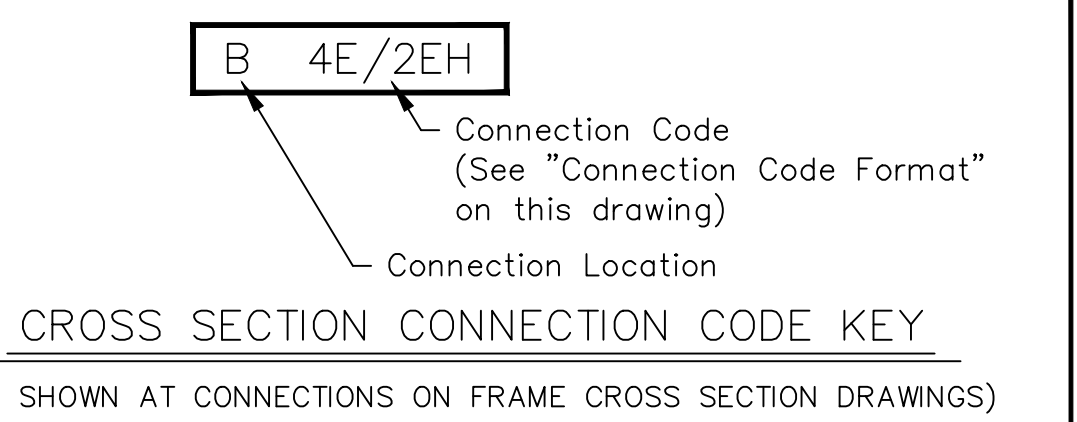 B 4E/2EH
Connection Code
(See "Connection Code Format"
on this drawing)
Connection Location
CROSS SECTION CONNECTION CODE KEY
SHOWN AT CONNECTIONS ON FRAME CROSS SECTION DRAWINGS)